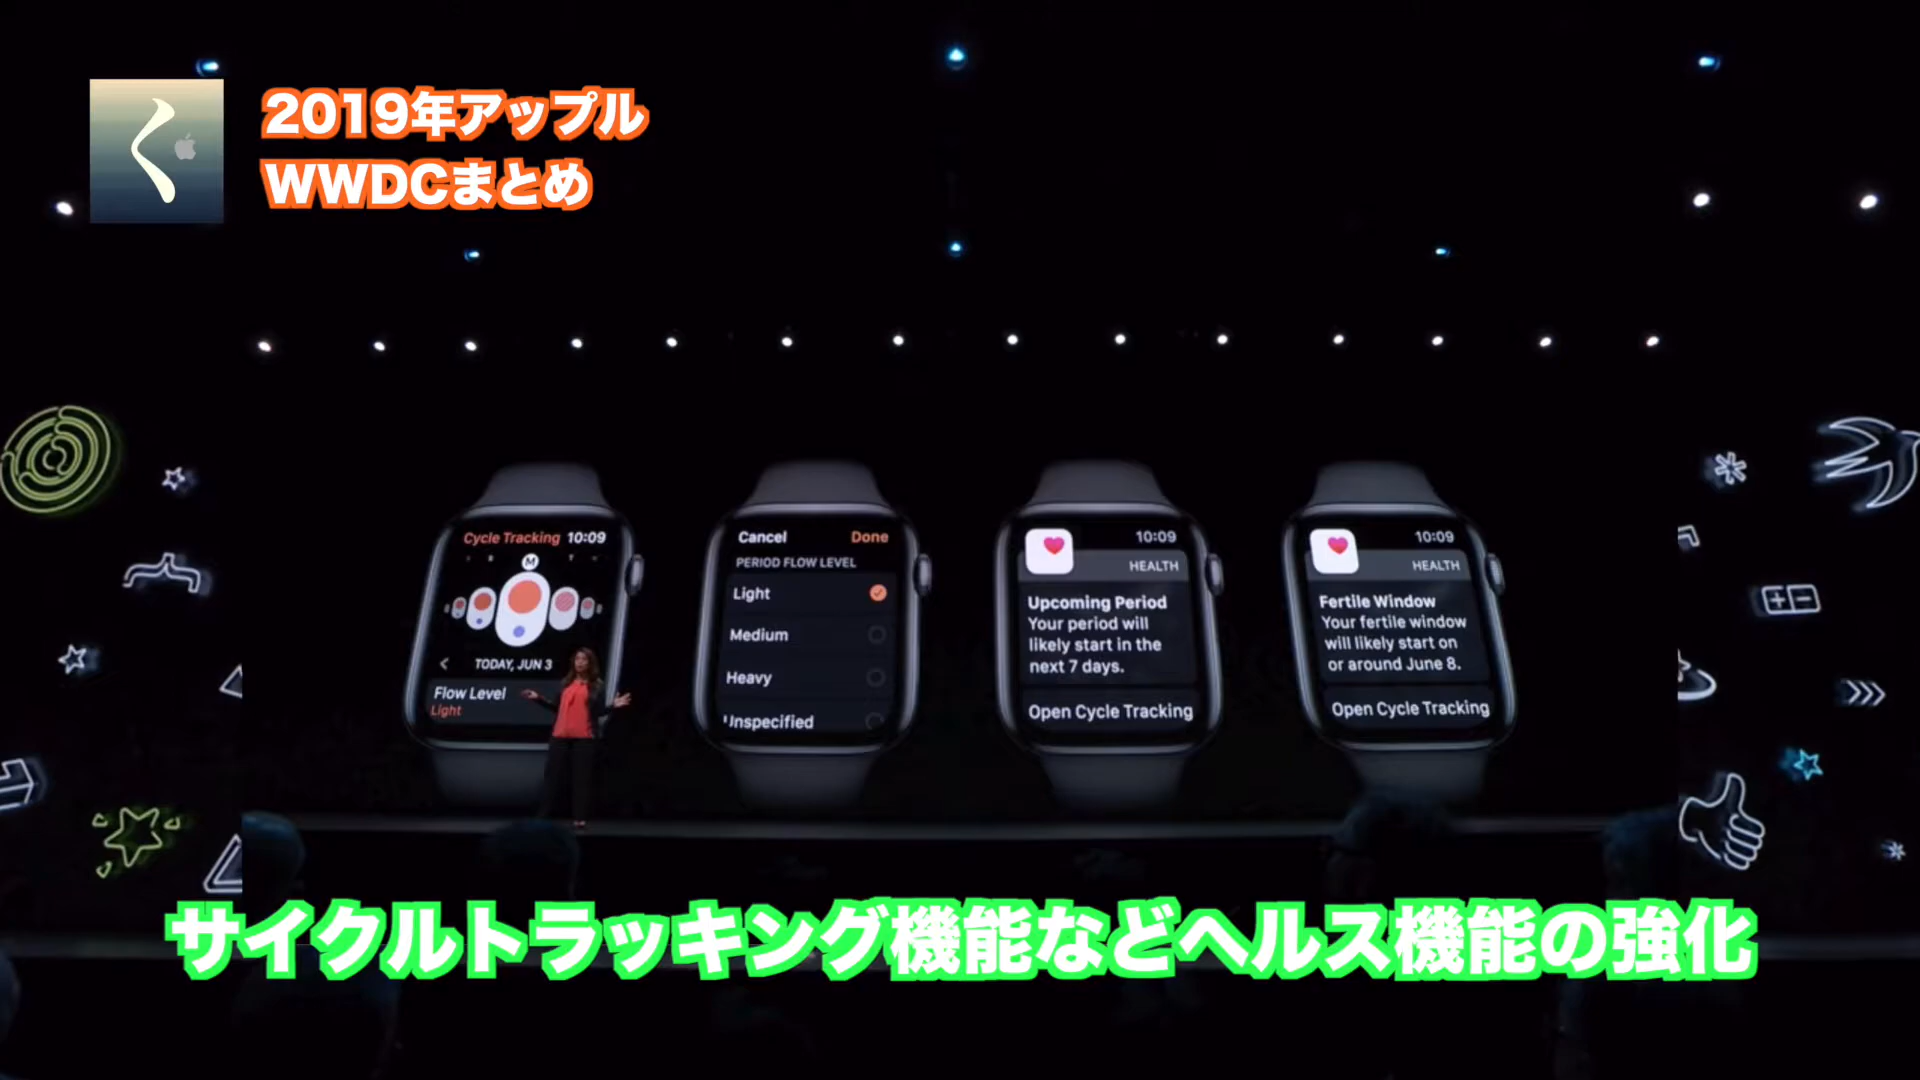 く
2019年アップル
WWDCまとめ
Cycle Tracking 10:09
M
T
TODAY, JUN 3
Flow Level
Light
Cancel Done
PERIOD FLOW LEVEL
Light
Medium
Heavy
Unspecified
10:09
HEALTH
Upcoming Period
Your period will
likely start in the
next 7 days.
Open Cycle Tracking
10:09
HEALTH
Fertile Window
Your fertile window
will likely start on
or around June 8.
Open Cycle Tracking
サイクルトラッキング機能などヘルス機能の強化